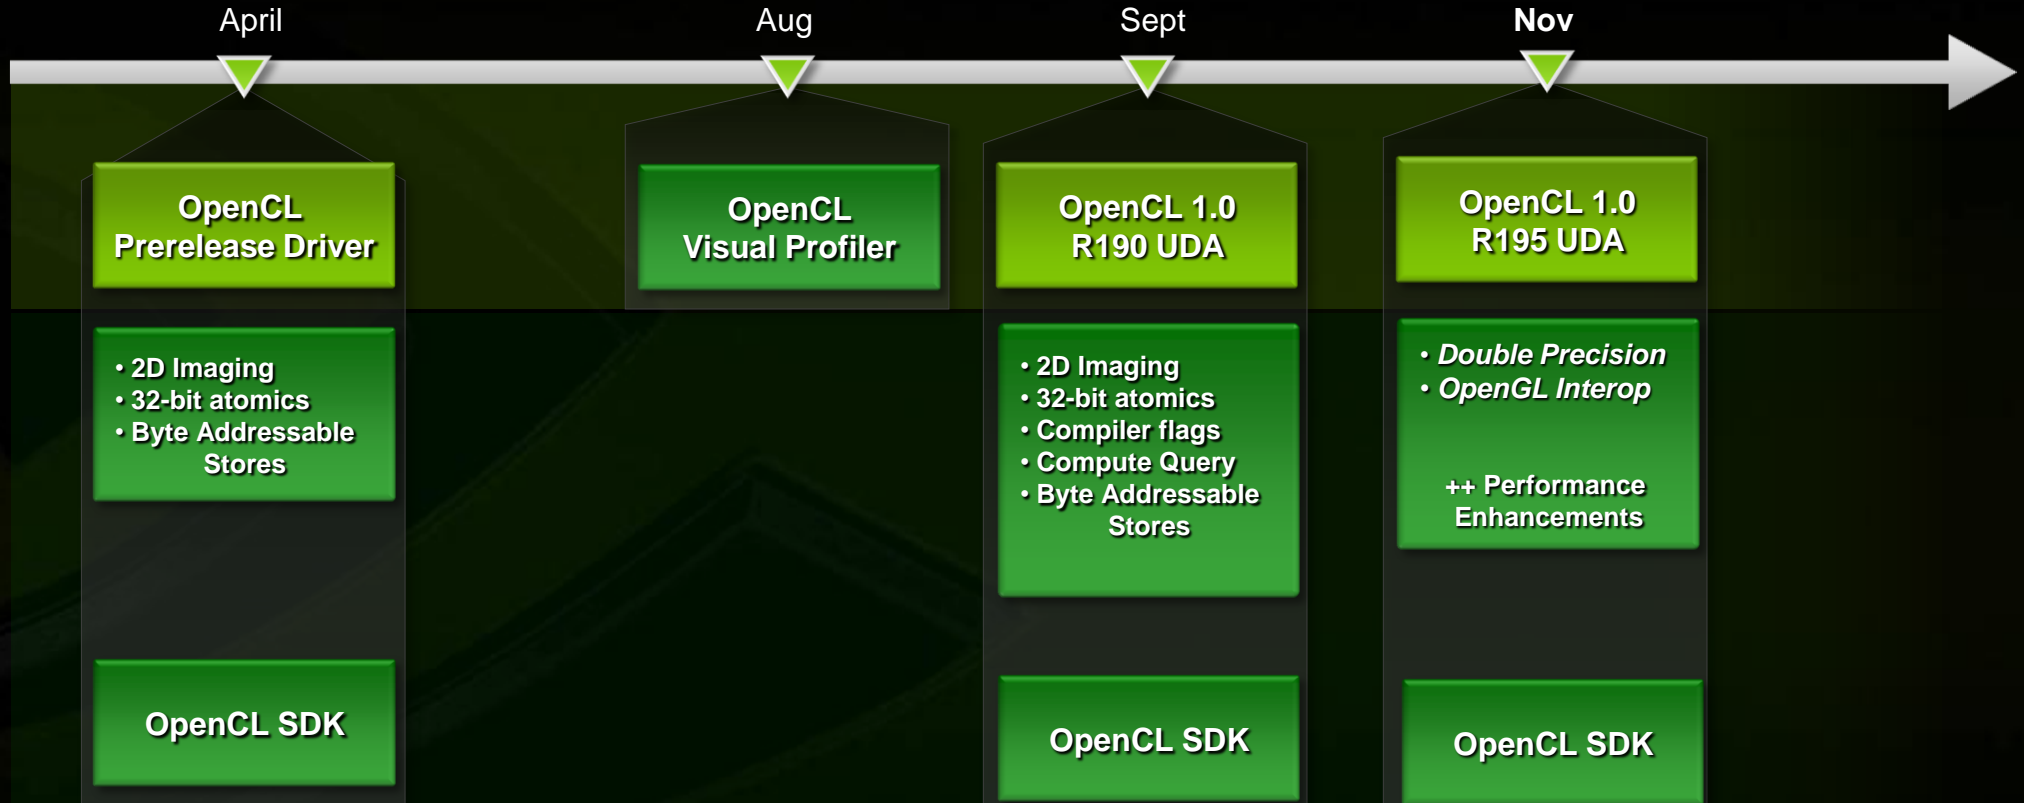 April
Aug
Sept
Nov
OpenCL
Prerelease Driver
• 2D Imaging
• 32-bit atomics
• Byte Addressable
Stores
OpenCL SDK
OpenCL
Visual Profiler
OpenCL 1.0
R190 UDA
• 2D Imaging
• 32-bit atomics
• Compiler flags
• Compute Query
• Byte Addressable
Stores
OpenCL SDK
OpenCL 1.0
R195 UDA
• Double Precision
• OpenGL Interop
++ Performance
Enhancements
OpenCL SDK